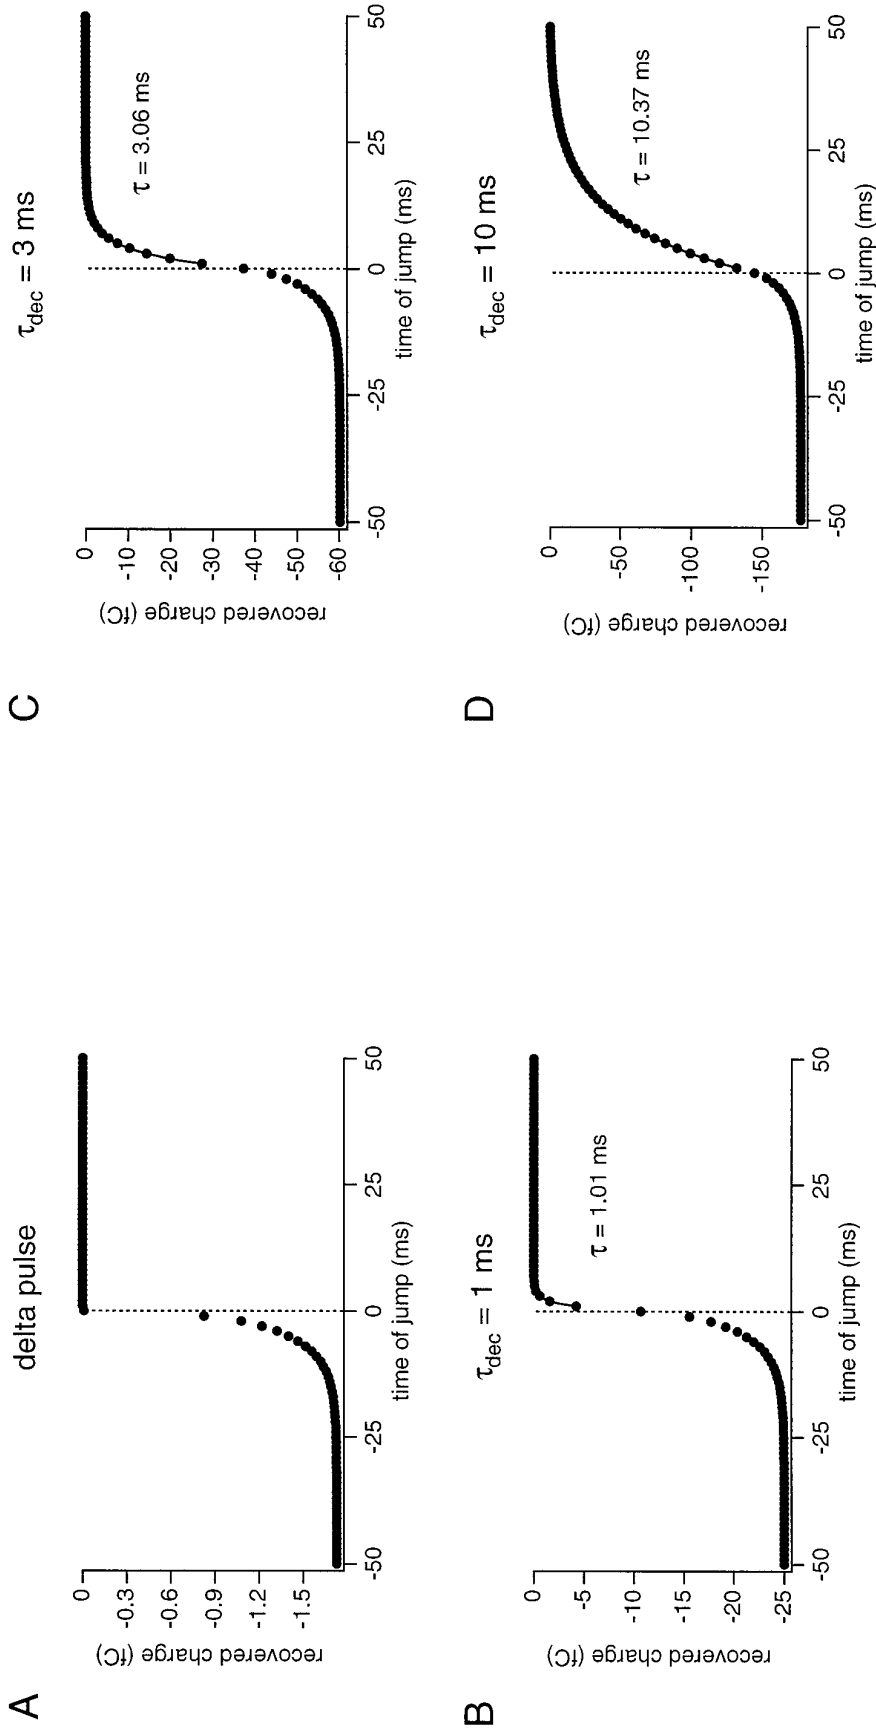 A
delta pulse
recovered charge (fC)
0
-0.3
-0.6
-0.9
-1.2
-1.5
-50
-25
0
25
50
time of jump (ms)
B
τdec = 1 ms
recovered charge (fC)
0
-5
-10
-15
-20
-25
τ = 1.01 ms
-50
-25
0
25
50
time of jump (ms)
C
τdec = 3 ms
recovered charge (fC)
0
-10
-20
-30
-40
-50
-60
τ = 3.06 ms
-50
-25
0
25
50
time of jump (ms)
D
τdec = 10 ms
recovered charge (fC)
0
-50
-100
-150
τ = 10.37 ms
-50
-25
0
25
50
time of jump (ms)